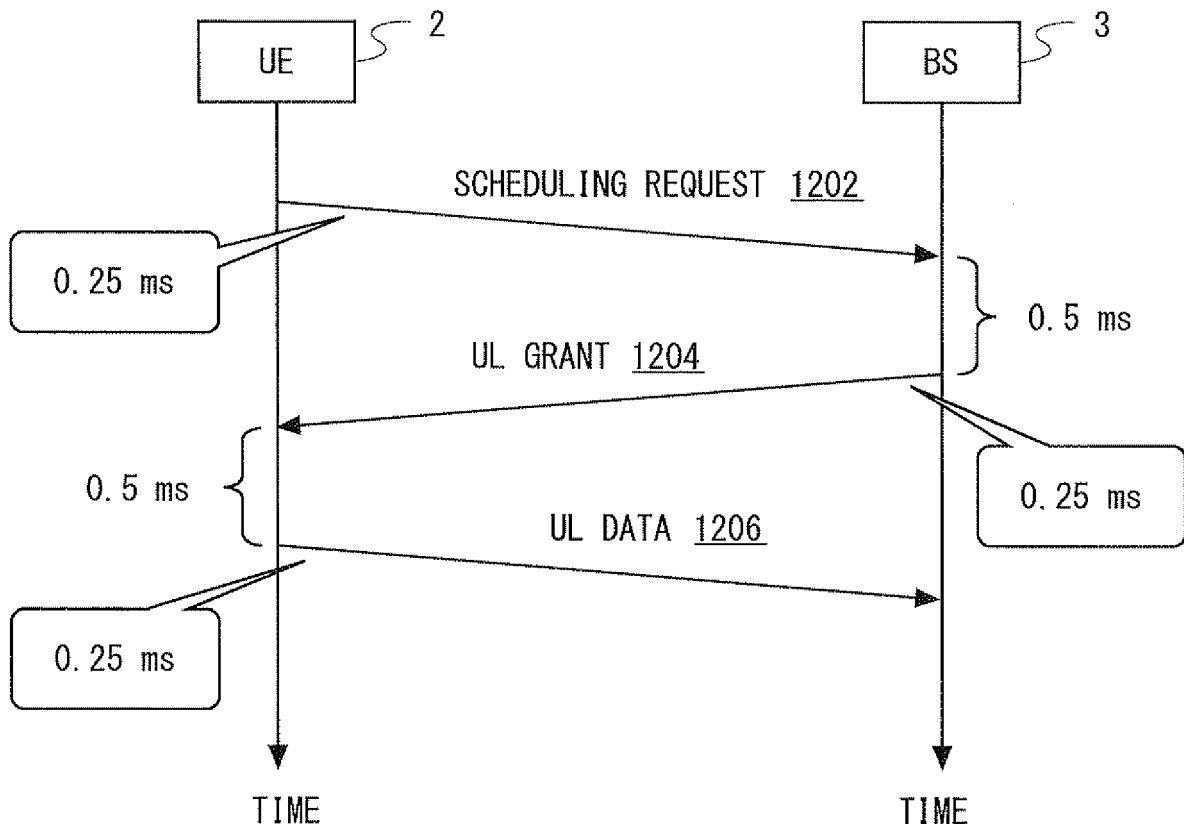 UE
2
BS
3
SCHEDULING REQUEST 1202
0.25 ms
0.5 ms
UL GRANT 1204
0.5 ms
0.25 ms
UL DATA 1206
0.25 ms
TIME
TIME